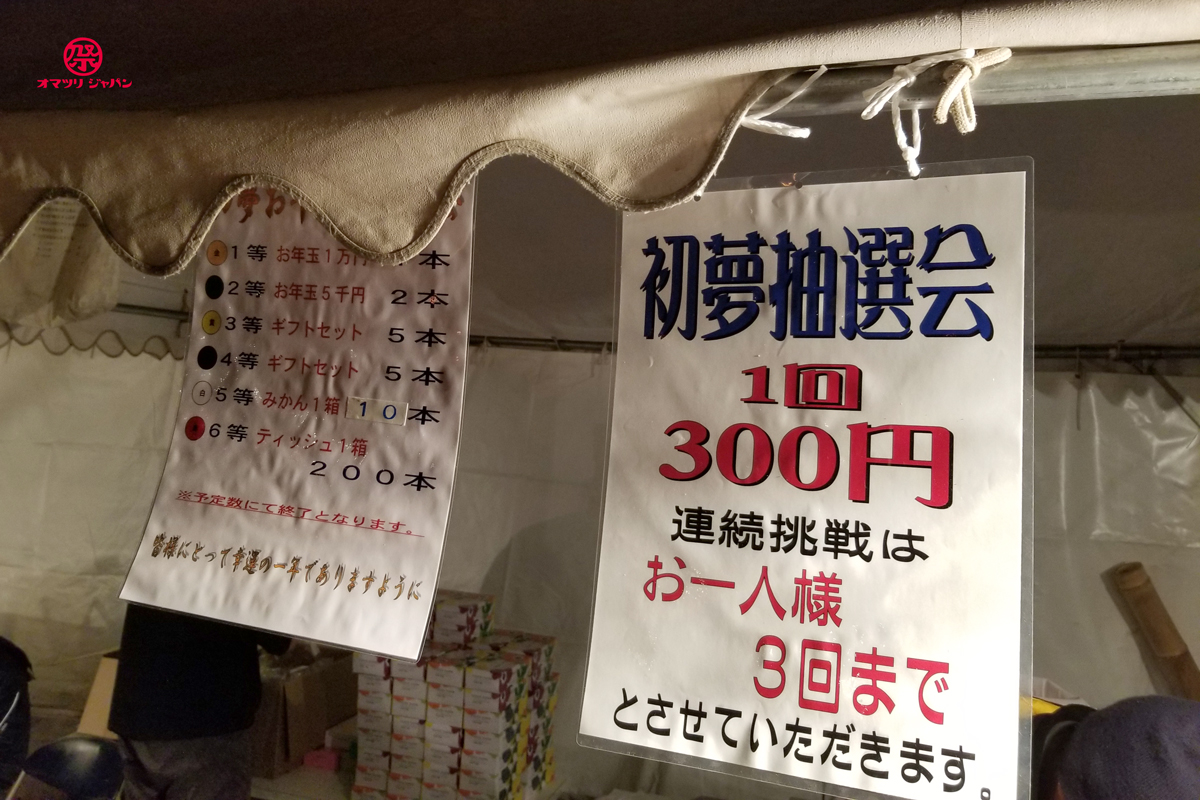 祭
オマツリ ジャパン
1等 お年玉1万円 1本
2等 お年玉5千円 2本
3等 ギフトセット 5本
4等 ギフトセット 5本
白 5等 みかん1箱 10本
6等 ティッシュ1箱
200本
※予定数にて終了となります。
皆様にとって幸運の一年でありますように
初夢抽選会
1回
300円
連続挑戦は
お一人様
3回まで
とさせていただきます。